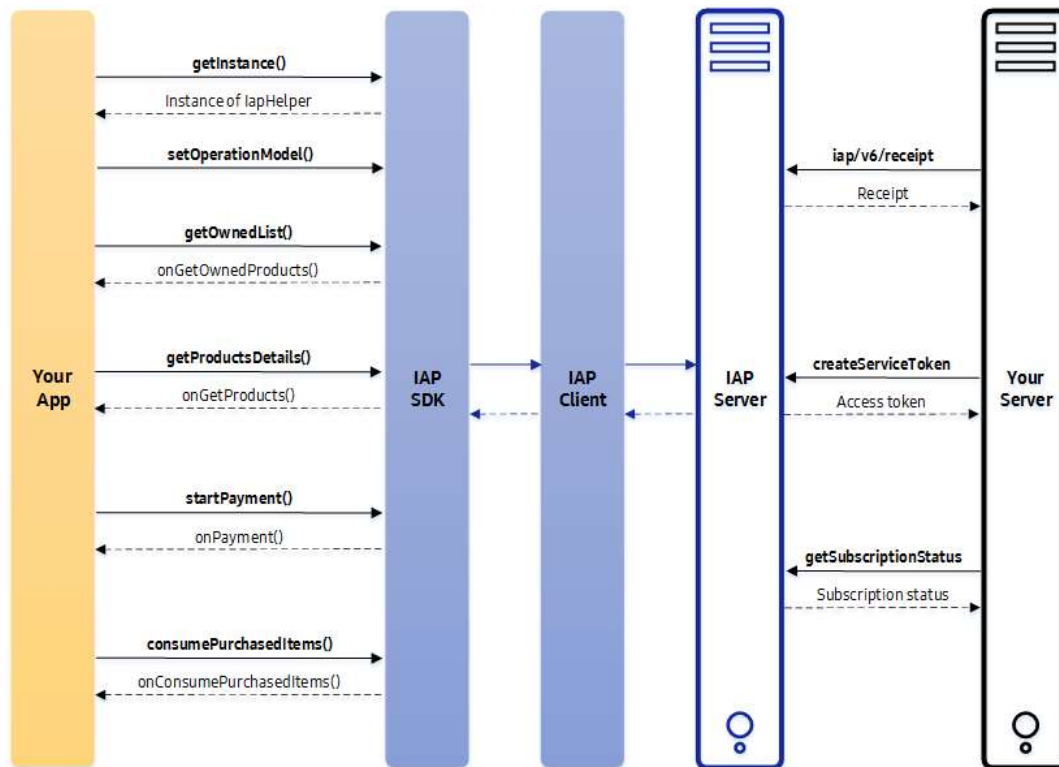 getInstance()
Instance of IapHelper
setOperationModel()
iap/v6/receipt
Receipt
getOwnedList()
onGetOwnedProducts()
getProductsDetails()
onGetProducts()
Your
App
IAP
SDK
IAP
Client
IAP
Server
createServiceToken
Access token
Your
Server
startPayment()
onPayment()
getSubscriptionStatus
Subscription status
consumePurchasedItems()
onConsumePurchasedItems()